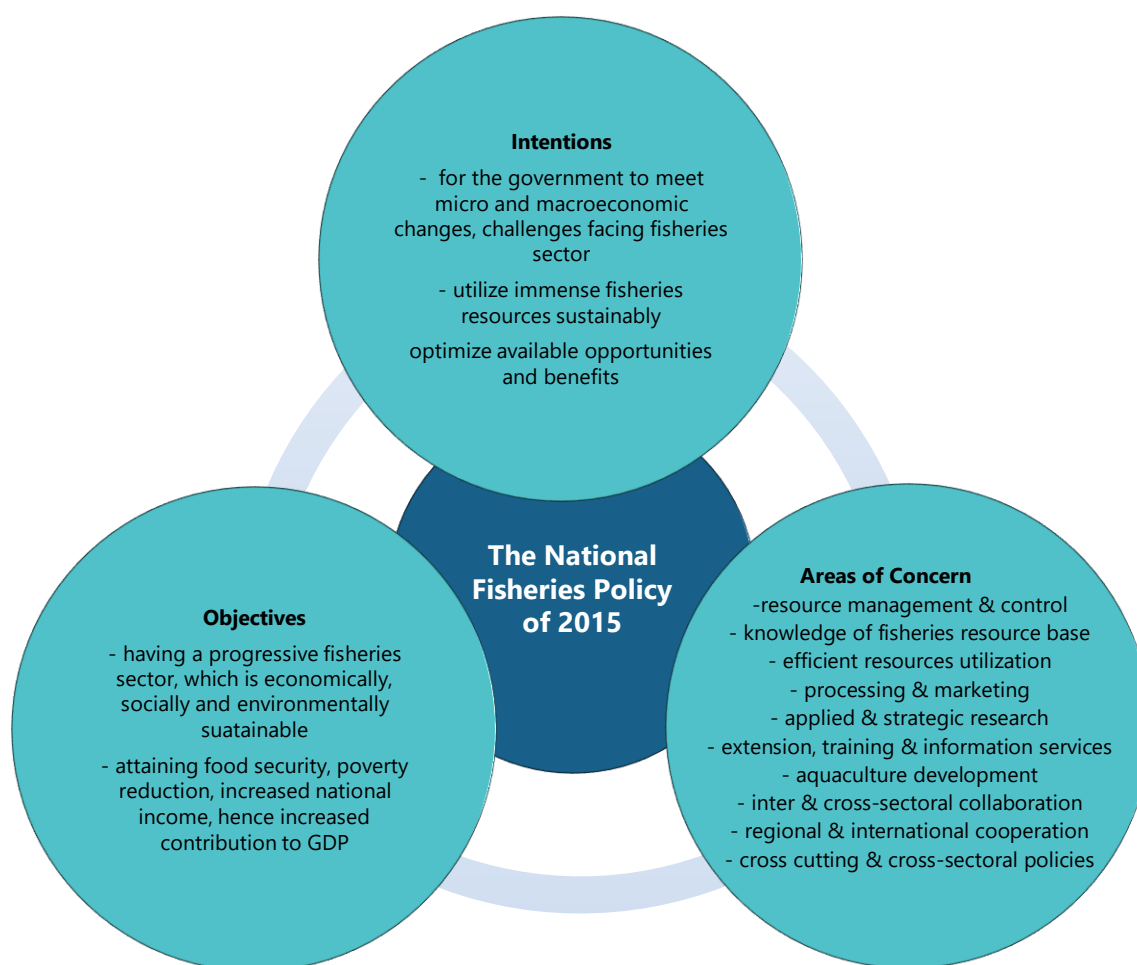 Intentions
- for the government to meet
micro and macroeconomic
changes, challenges facing fisheries
sector
- utilize immense fisheries
resources sustainably
optimize available opportunities
and benefits
The National
Fisheries Policy
of 2015
Objectives
- having a progressive fisheries
sector, which is economically,
socially and environmentally
suatainable
- attaining food security, poverty
reduction, increased national
income, hence increased
contribution to GDP
Areas of Concern
-resource management & control
- knowledge of fisheries resource base
- efficient resources utilization
- processing & marketing
- applied & strategic research
- extension, training & information services
- aquaculture development
- inter & cross-sectoral collaboration
- regional & international cooperation
- cross cutting & cross-sectoral policies